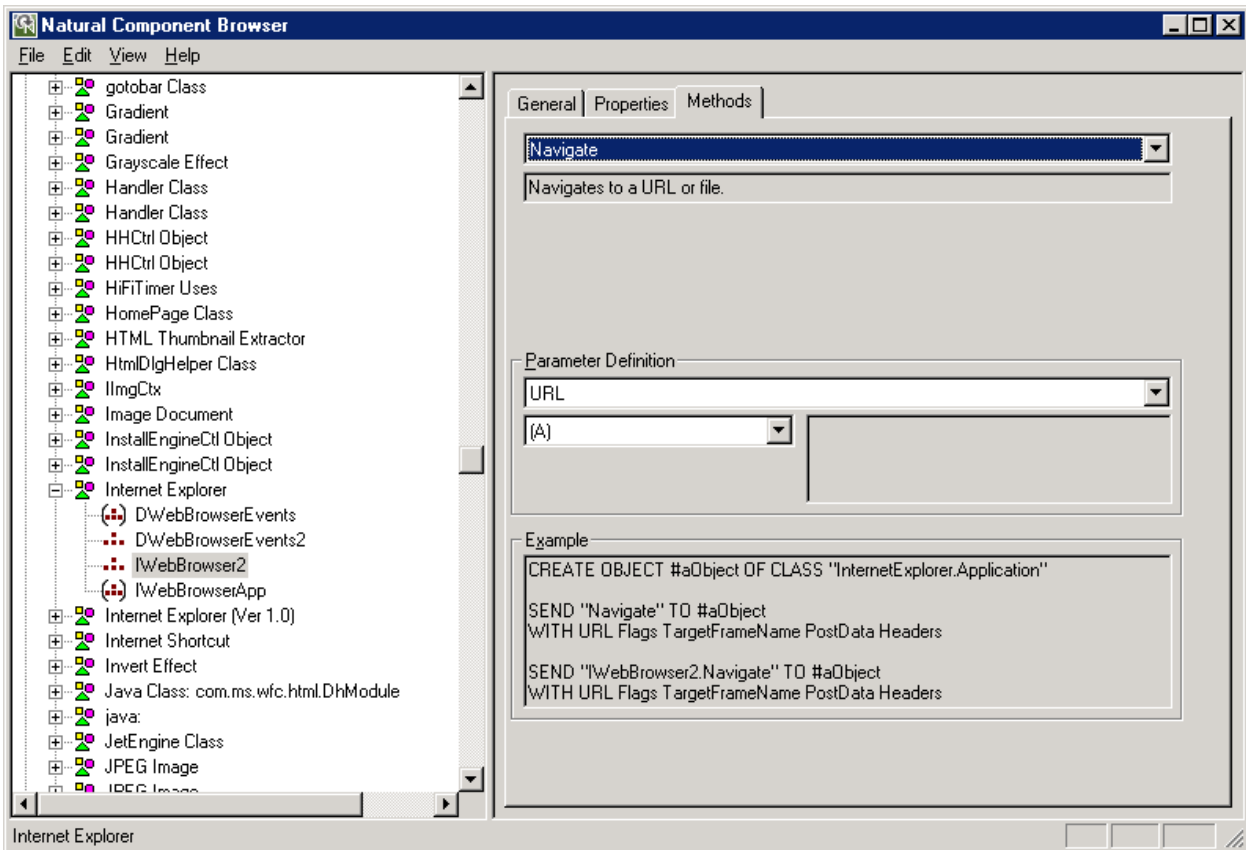 Natural Component Browser
File Edit View Help
gotobar Class
Gradient
Gradient
Grayscale Effect
Handler Class
Handler Class
HHCtrl Object
HHCtrl Object
HiFiTimer Uses
HomePage Class
HTML Thumbnail Extractor
HtmlDlgHelper Class
IImgCtx
Image Document
InstallEngineCtl Object
InstallEngineCtl Object
Internet Explorer
DWebBrowserEvents
DWebBrowserEvents2
IWebBrowser2
IWebBrowserApp
Internet Explorer (Ver 1.0)
Internet Shortcut
Invert Effect
Java Class: com.ms.wfc.html.DhModule
java:
JetEngine Class
JPEG Image
JPEG Image
General Properties Methods
Navigate
Navigates to a URL or file.
Parameter Definition
URL
(A)
Example
CREATE OBJECT #aObject OF CLASS "InternetExplorer.Application"
SEND "Navigate" TO #aObject
WITH URL Flags TargetFrameName PostData Headers
SEND "IWebBrowser2.Navigate" TO #aObject
WITH URL Flags TargetFrameName PostData Headers
Internet Explorer